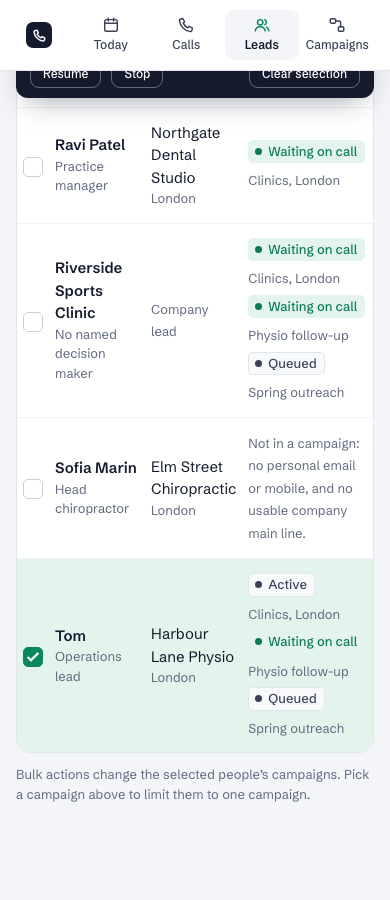 Today
Calls
Leads
Campaigns
Resume
Stop
Clear selection
Ravi Patel
Practice
manager
Northgate
Dental
Studio
London
Waiting on call
Clinics, London
Riverside
Sports
Clinic
No named
decision
maker
Company
lead
Waiting on call
Clinics, London
Waiting on call
Physio follow-up
Queued
Spring outreach
Sofia Marin
Head
chiropractor
Elm Street
Chiropractic
London
Not in a campaign:
no personal email
or mobile, and no
usable company
main line.
Tom
Operations
lead
Harbour
Lane Physio
London
Active
Clinics, London
Waiting on call
Physio follow-up
Queued
Spring outreach
Bulk actions change the selected people’s campaigns. Pick
a campaign above to limit them to one campaign.